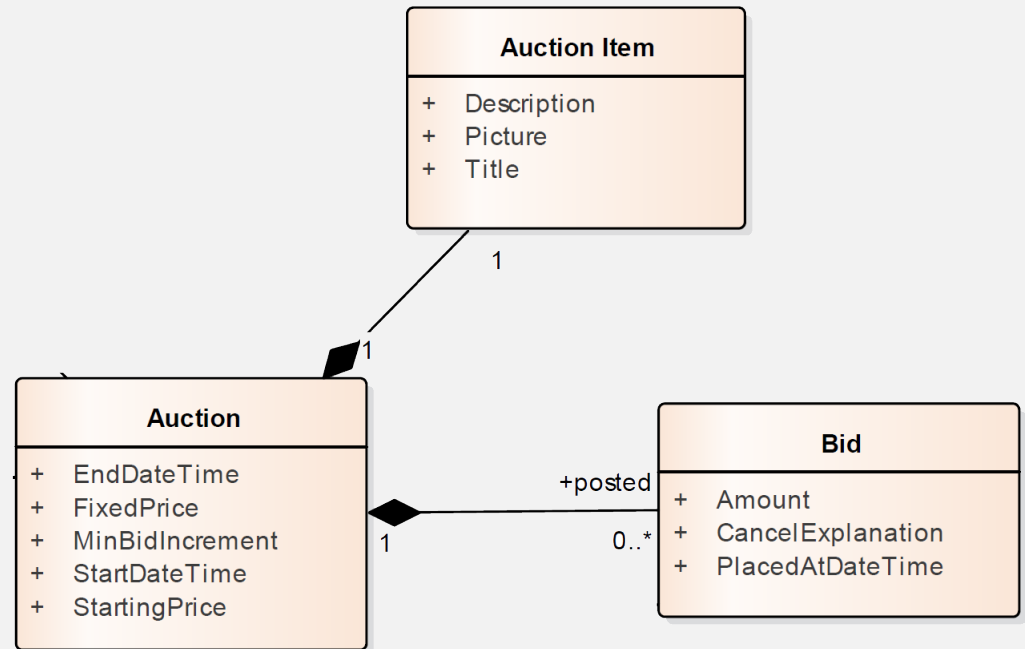 Auction Item
+ Description
+ Picture
+ Title
1
1
Auction
+ EndDateTime
+ FixedPrice
+ MinBidIncrement
+ StartDateTime
+ StartingPrice
1
+posted
0..*
Bid
+ Amount
+ CancelExplanation
+ PlacedAtDateTime